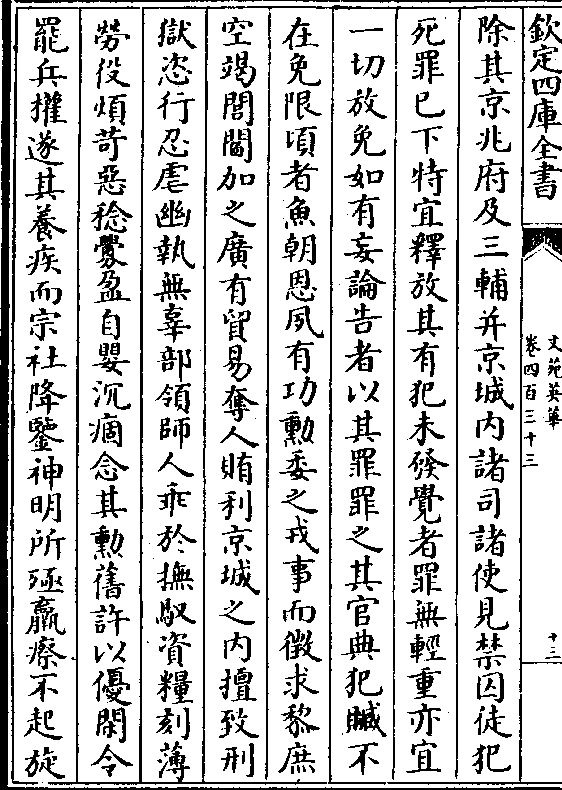 欽定四庫全書
文苑英華
卷四百三十三
十三
除其京兆府及三輔并京城内諸司諸使見禁囚徒犯
死罪已下特宜釋放其有犯未發覺者罪無輕重亦宜
一切放免如有妄論告者以其罪罪之其官典犯贓不
在免限頃者魚朝恩夙有功勲委之戎事而徵求黎庶
空竭閭閻加之廣有貿易奪人賄利京城之内擅致刑
獄恣行忍虐幽執無辜部領師人乖於撫馭資糧刻薄
勞役煩苛惡稔釁盈自嬰沉痼念其勲舊許以優閑令
罷兵權遂其養疾而宗社降鑒神明所殛羸瘵不起旋